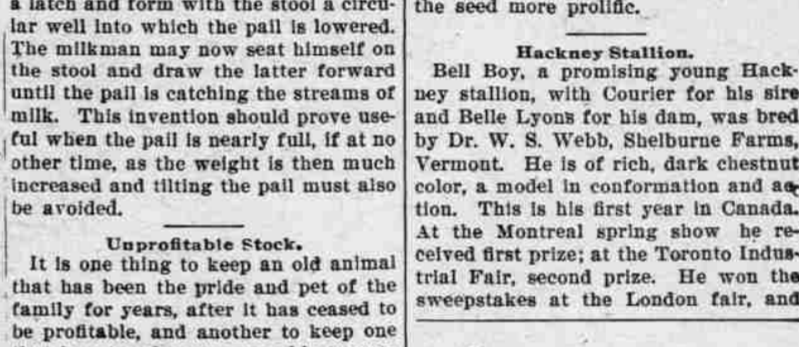 a latch and form with the stool a circu-
lar well into which the pail is lowered.
The milkman may now seat himself on
the stool and draw the latter forward
until the pail is catching the streams of
milk. This invention should prove use-
ful when the pail is nearly full, if at no
other time, as the weight is then much
increased and tilting the pail must also
be avoided.
Unprofitable Stock.
It is one thing to keep an old animal
that has been the pride and pet of the
family for years, after it has ceased to
be profitable, and another to keep one
the seed more prolific.
Hackney Stallion.
Bell Boy, a promising young Hack-
ney stallion, with Courier for his sire
and Belle Lyons for his dam, was bred
by Dr. W. S. Webb, Shelburne Farms,
Vermont. He is of rich, dark chestnut
color, a model in conformation and ac-
tion. This is his first year in Canada.
At the Montreal spring show he re-
ceived first prize; at the Toronto Indus-
trial Fair, second prize. He won the
sweepstakes at the London fair, and